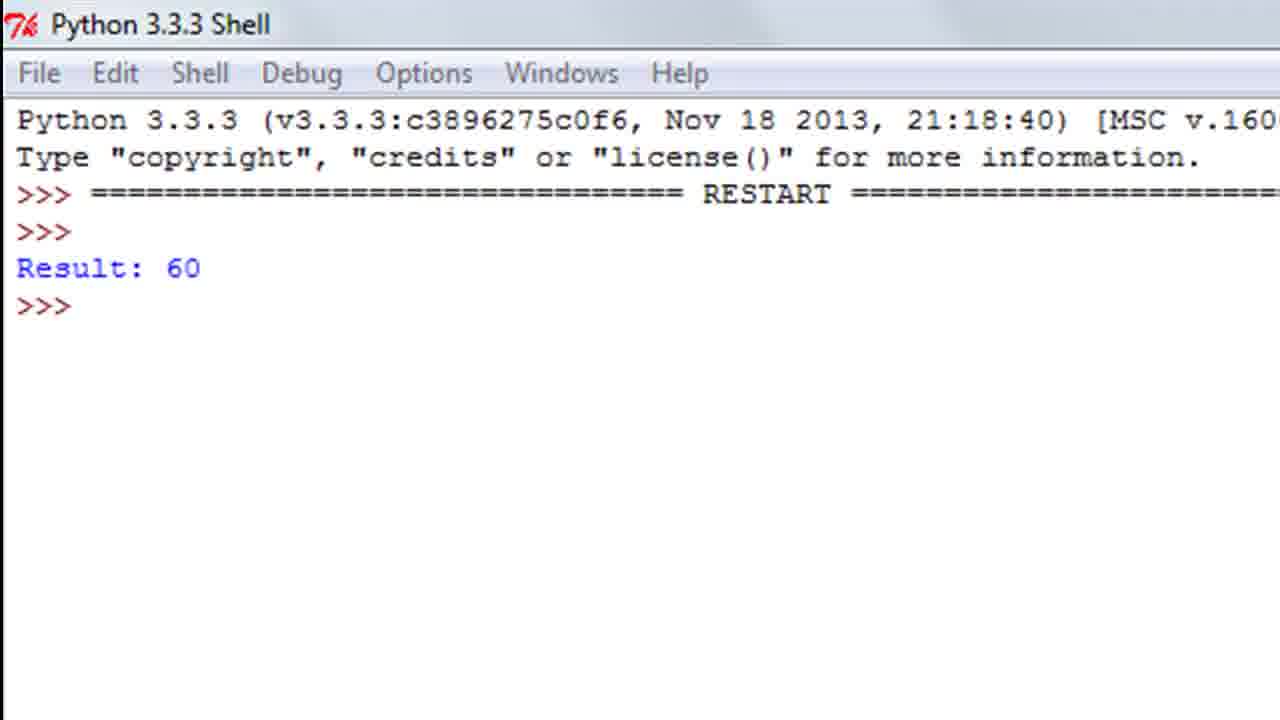 Python 3.3.3 Shell
File Edit Shell Debug Options Windows Help
Python 3.3.3 (v3.3.3:c3896275c0f6, Nov 18 2013, 21:18:40) [MSC v.160
Type "copyright", "credits" or "license()" for more information.
>>> ================================ RESTART =======================
>>>
Result: 60
>>>